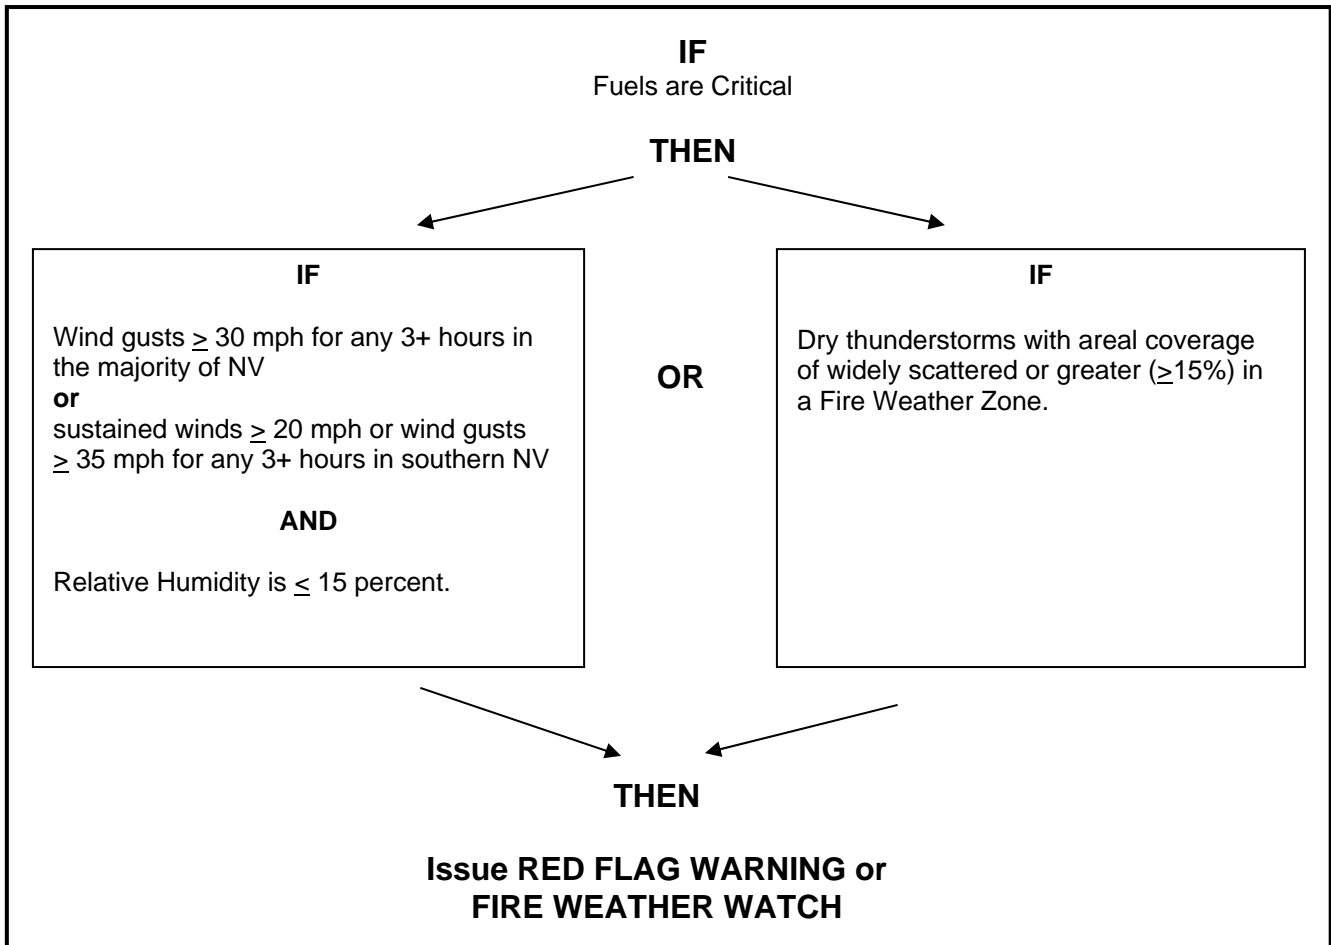 IF
Fuels are Critical
THEN
IF
Wind gusts ≥ 30 mph for any 3+ hours in
the majority of NV
or
sustained winds ≥ 20 mph or wind gusts
≥ 35 mph for any 3+ hours in southern NV
AND
Relative Humidity is ≤ 15 percent.
OR
IF
Dry thunderstorms with areal coverage
of widely scattered or greater (≥15%) in
a Fire Weather Zone.
THEN
Issue RED FLAG WARNING or
FIRE WEATHER WATCH